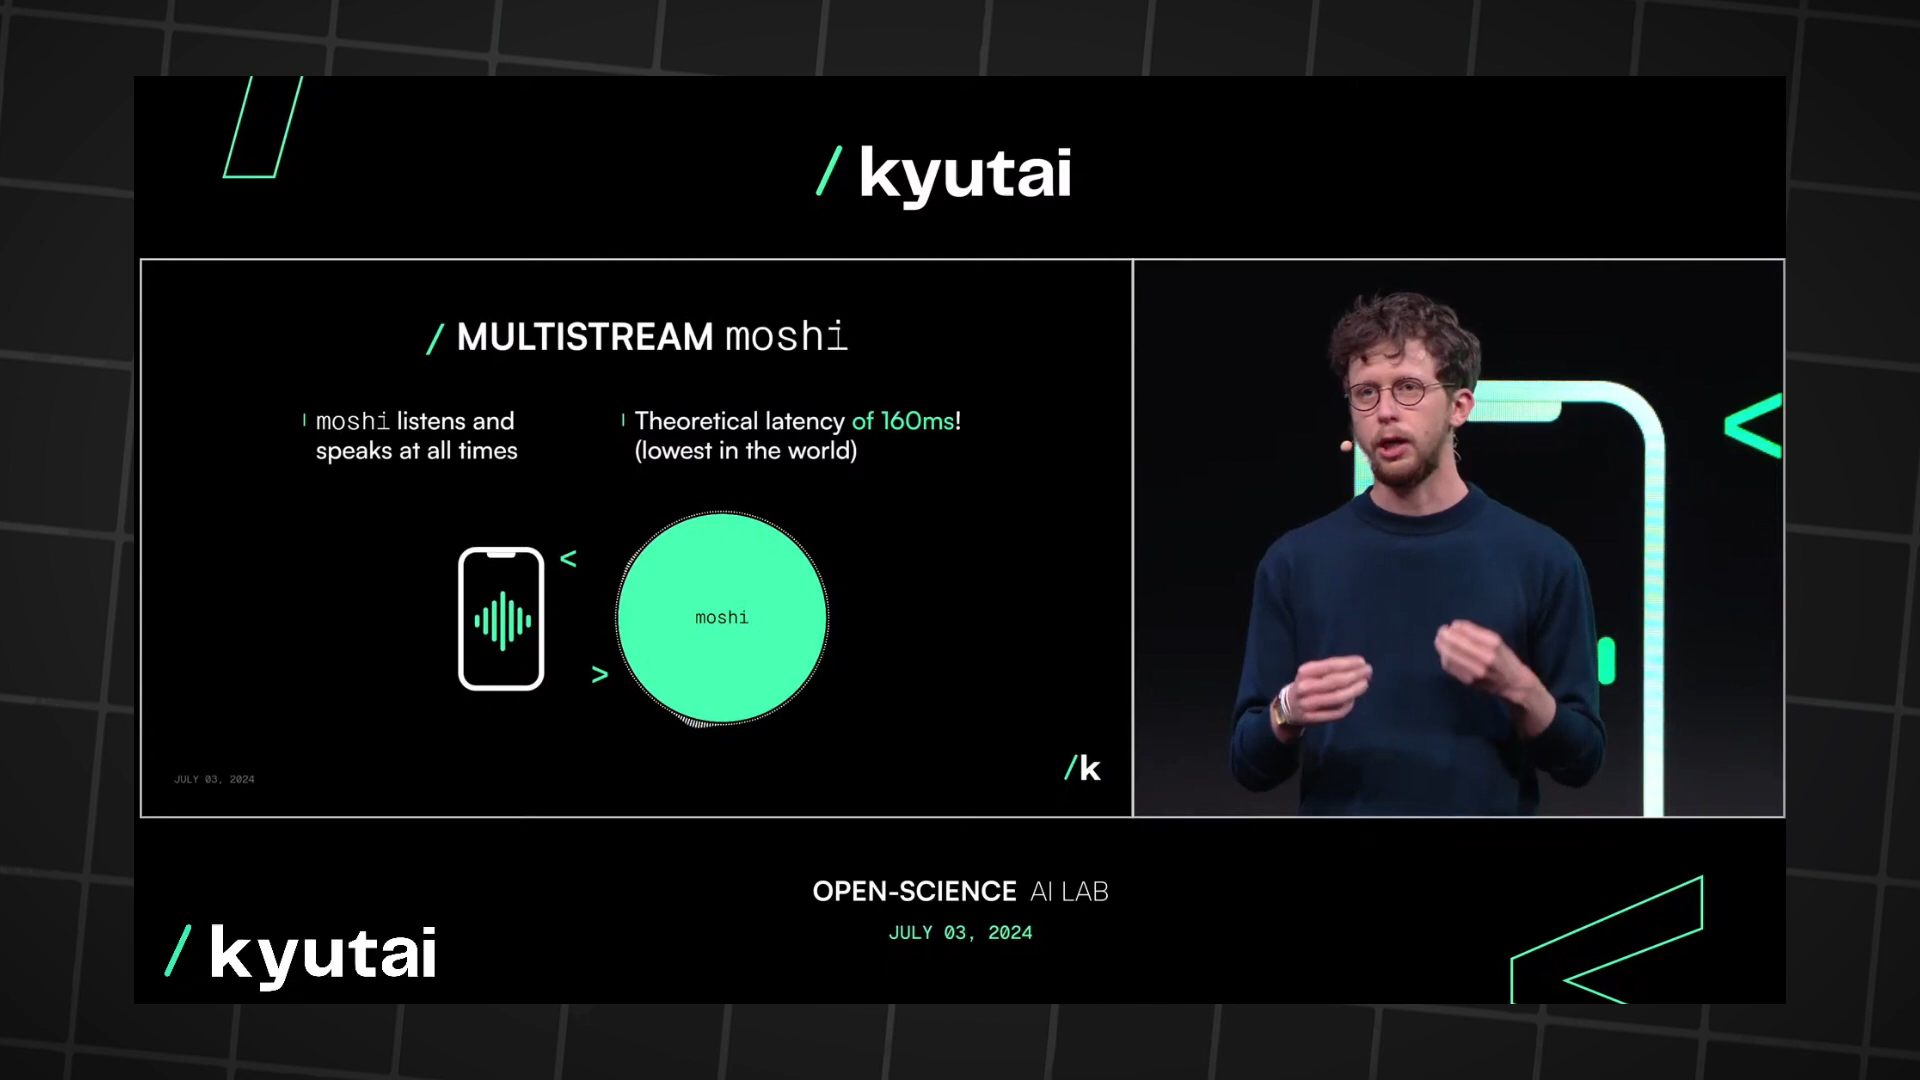 / kyutai
/ MULTISTREAM moshi
moshi listens and
speaks at all times
Theoretical latency of 160ms!
(lowest in the world)
<
moshi
>
JULY 03, 2024
/k
<
OPEN-SCIENCE AI LAB
JULY 03, 2024
/ kyutai